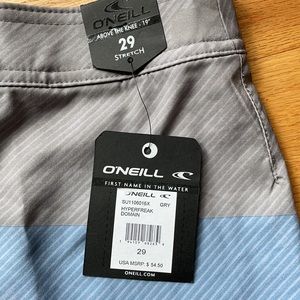 O'NEILL
ABOVE THE KNEE - 19"
29
STRETCH
O'NEILL
FIRST NAME IN THE WATER
SU1106016X GRY
HYPERFREAK
DOMAIN
29
USA MSRP: $ 54.50
ONEILL.COM